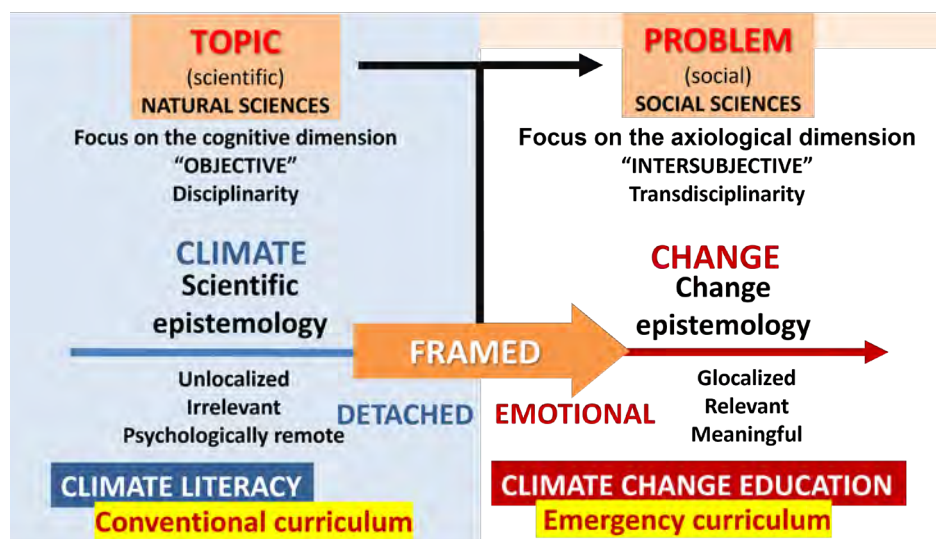 TOPIC
(scientific)
NATURAL SCIENCES
Focus on the cognitive dimension
“OBJECTIVE”
Disciplinarity
CLIMATE
Scientific
epistemology
Unlocalized
Irrelevant
Psychologically remote
DETACHED
CLIMATE LITERACY
Conventional curriculum
FRAMED
PROBLEM
(social)
SOCIAL SCIENCES
Focus on the axiological dimension
“INTERSUBJECTIVE”
Transdisciplinarity
CHANGE
Change
epistemology
EMOTIONAL
Glocalized
Relevant
Meaningful
CLIMATE CHANGE EDUCATION
Emergency curriculum